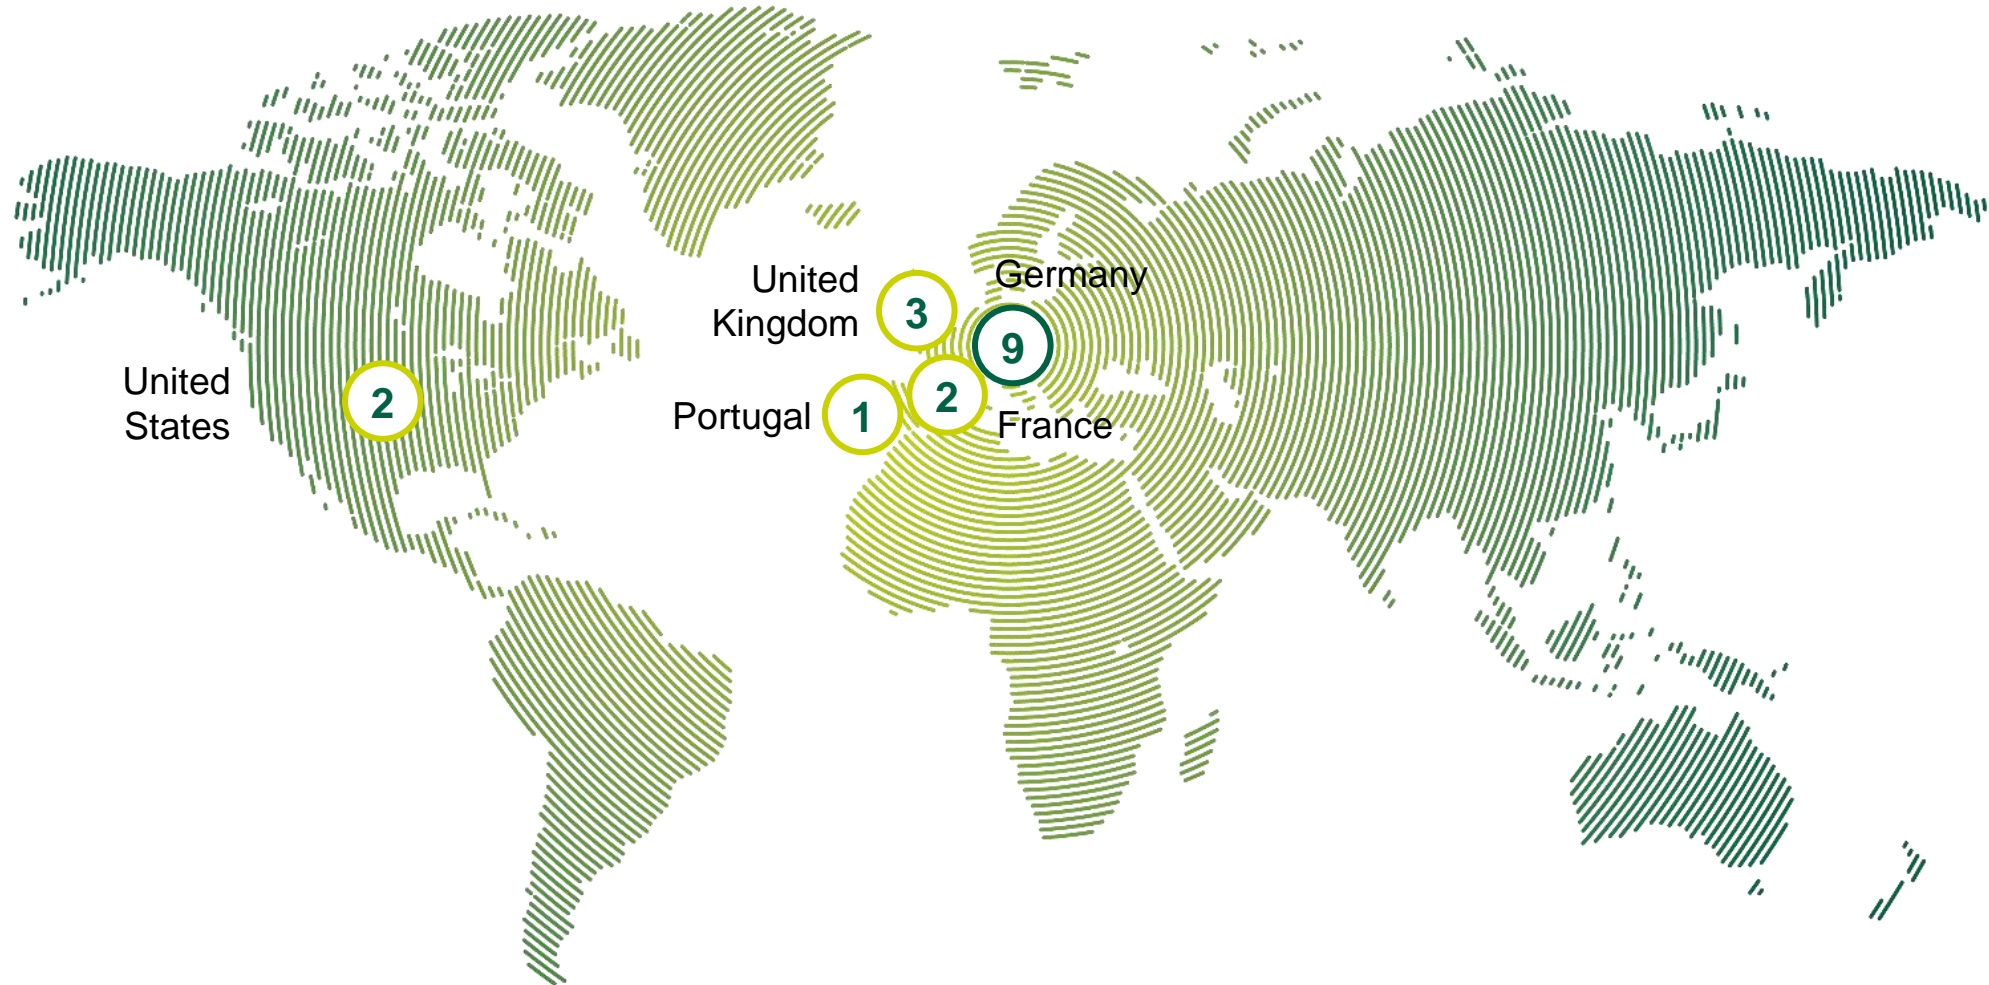 United
Kingdom
3
Germany
9
United
States
2
Portugal
1
2
France